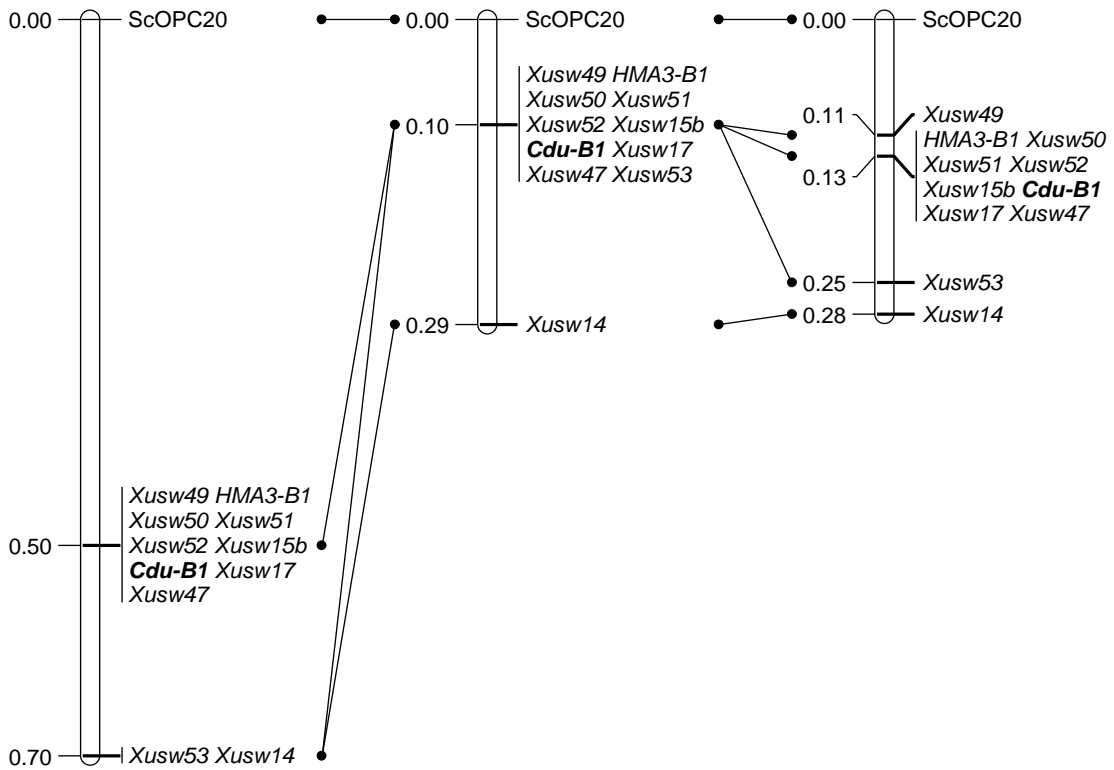 0.00 ScOPC20
0.50
Xusw49 HMA3-B1
Xusw50 Xusw51
Xusw52 Xusw15b
Cdu-B1 Xusw17
Xusw47
0.70 Xusw53 Xusw14
0.00 ScOPC20
0.10
Xusw49 HMA3-B1
Xusw50 Xusw51
Xusw52 Xusw15b
Cdu-B1 Xusw17
Xusw47 Xusw53
0.29 Xusw14
0.00 ScOPC20
0.11 Xusw49
0.13
HMA3-B1 Xusw50
Xusw51 Xusw52
Xusw15b Cdu-B1
Xusw17 Xusw47
0.25 Xusw53
0.28 Xusw14